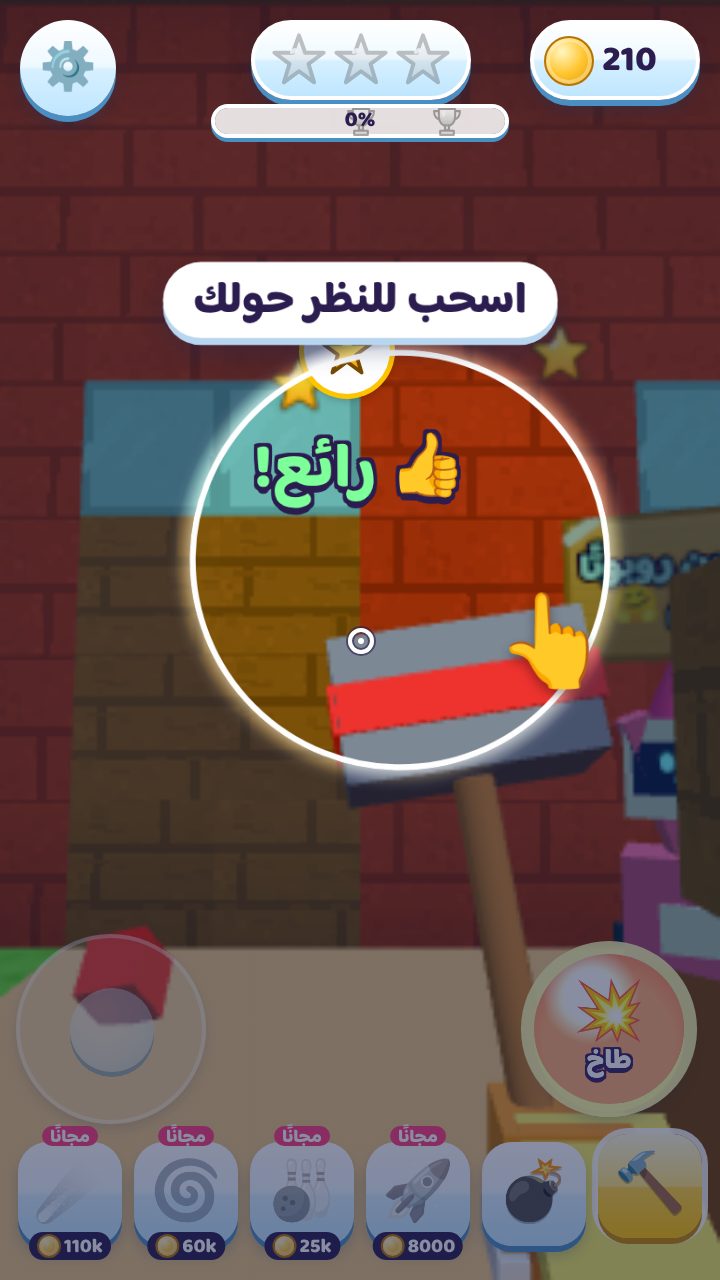 210
0%
اسحب للنظر حولك
رائع!
طاخ
مجانًا
مجانًا
مجانًا
مجانًا
110k
60k
25k
8000